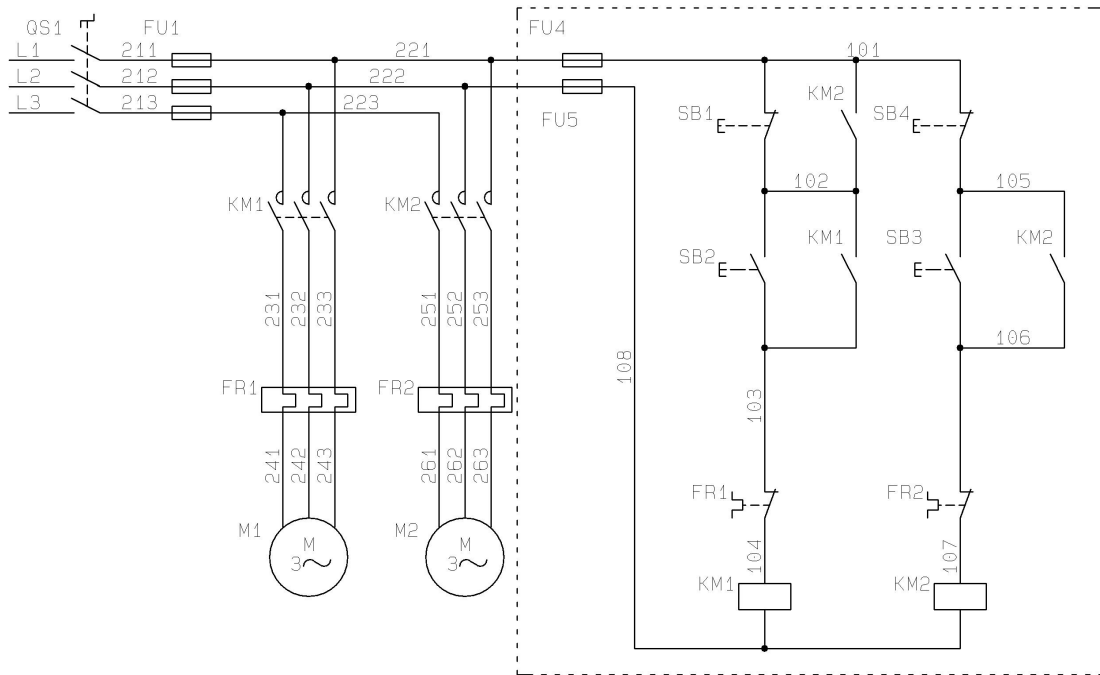 QS1 FU1 FU4
L1 211 221 101
L2 212 222
L3 213 223 FU5
SB1 KM2 SB4
102 105
KM1 KM2
SB2 KM1 SB3 KM2
231 232 233 251 252 253
106
108
FR1 FR2
103
241 242 243 261 262 263
FR1 FR2
M1 M 3 M2 M 3
104 107
KM1 KM2